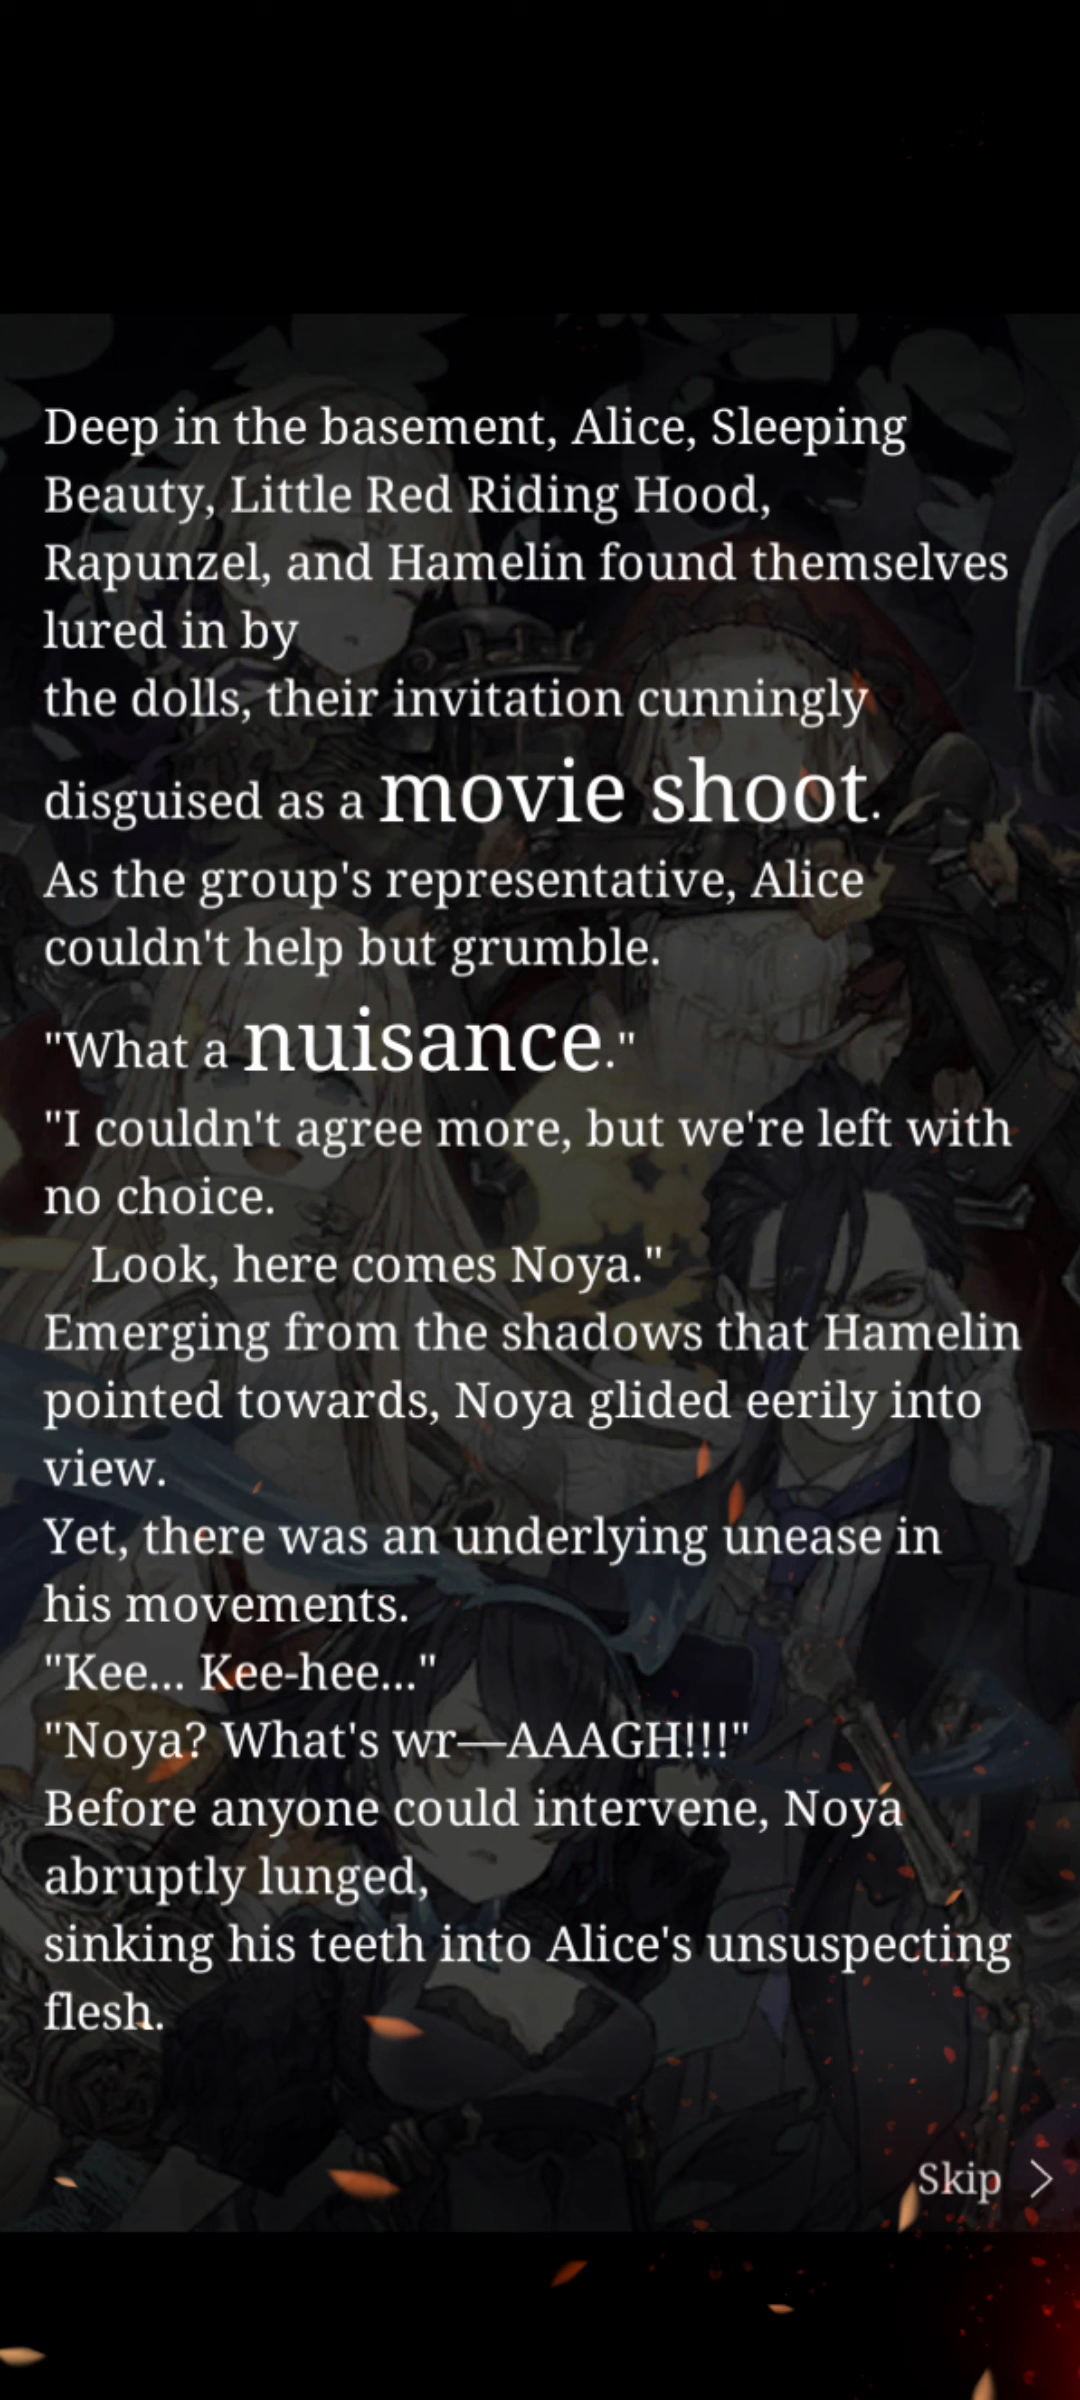 Deep in the basement, Alice, Sleeping
Beauty, Little Red Riding Hood,
Rapunzel, and Hamelin found themselves
lured in by
the dolls, their invitation cunningly
disguised as a movie shoot.
As the group's representative, Alice
couldn't help but grumble.
"What a nuisance."
"I couldn't agree more, but we're left with
no choice.
Look, here comes Noya."
Emerging from the shadows that Hamelin
pointed towards, Noya glided eerily into
view.
Yet, there was an underlying unease in
his movements.
"Kee... Kee-hee..."
"Noya? What's wr—AAAGH!!!"
Before anyone could intervene, Noya
abruptly lunged,
sinking his teeth into Alice's unsuspecting
flesh.
Skip >